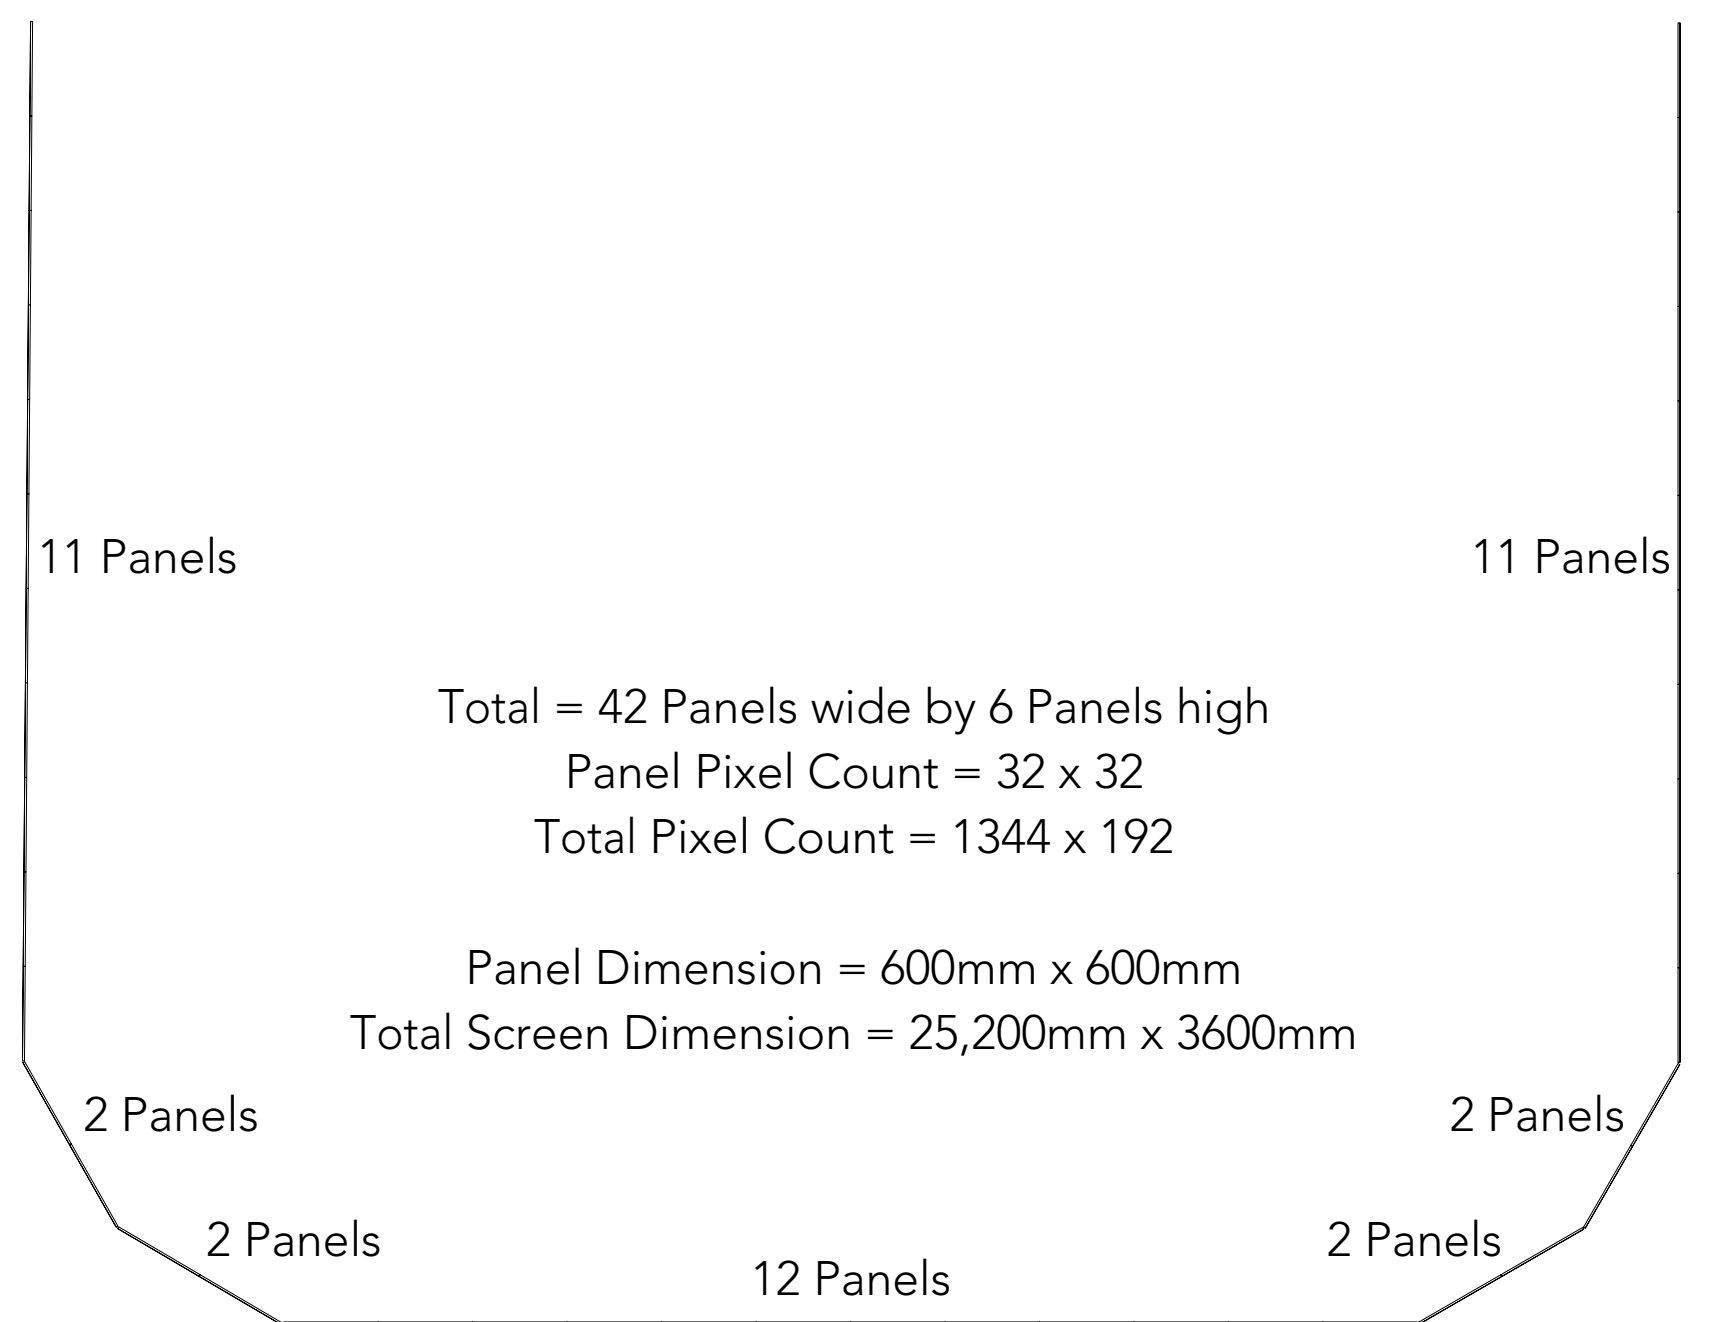 11 Panels
11 Panels
Total = 42 Panels wide by 6 Panels high
Panel Pixel Count = 32 x 32
Total Pixel Count = 1344 x 192
Panel Dimension = 600mm x 600mm
Total Screen Dimension = 25,200mm x 3600mm
2 Panels
2 Panels
2 Panels
2 Panels
12 Panels